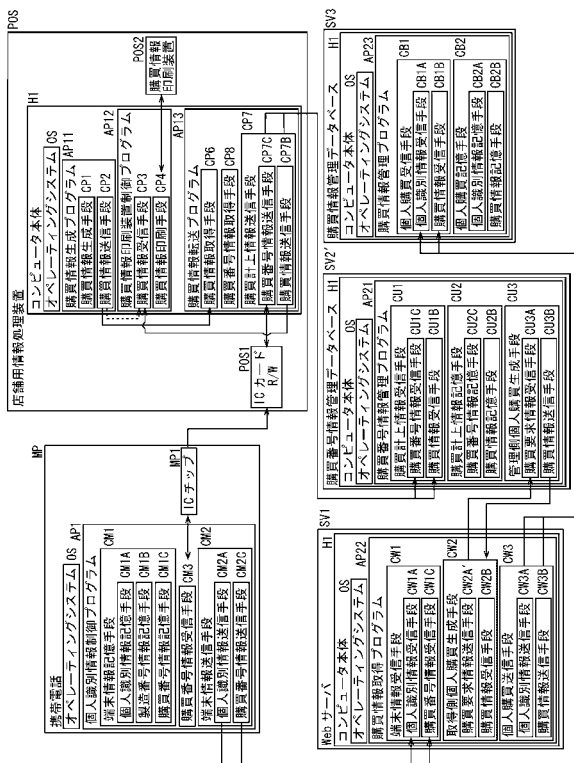 POS
店舗用情報処理装置
H1
コンピュータ本体
オペレーティングシステム OS
購買情報生成プログラム AP11
購買情報生成手段 CP1
購買情報送信手段 CP2
AP12
購買情報印刷装置制御プログラム
購買情報受信手段 CP3
購買情報印刷手段 CP4
POS2
購買情報
印刷装置
AP13
購買情報転送プログラム
購買情報取得手段 CP6
購買番号情報取得手段 CP8
購買計上情報送信手段 CP7
購買番号情報送信手段 CP7C
購買情報送信手段 CP7B
POS1
ICカード
R/W
MP
携帯電話
オペレーティングシステム OS
個人識別情報制御プログラム AP1
端末情報記憶手段 CM1
個人識別情報記憶手段 CM1A
製造番号情報記憶手段 CM1B
購買番号情報記憶手段 CM1C
購買番号情報受信手段 CM3
端末情報送信手段 CM2
個人識別情報送信手段 CM2A
購買番号情報送信手段 CM2C
MP1
ICチップ
SV3
購買情報管理データベース H1
コンピュータ本体
オペレーティングシステム OS
購買情報管理プログラム AP23
個人購買受信手段 CB1
個人識別情報受信手段 CB1A
購買情報受信手段 CB1B
個人購買記憶手段 CB2
個人識別情報記憶手段 CB2A
購買情報記憶手段 CB2B
SV2'
購買番号情報管理データベース H1
コンピュータ本体
オペレーティングシステム OS
購買番号情報管理プログラム AP21
購買計上情報受信手段 CU1
購買番号情報受信手段 CU1C
購買情報受信手段 CU1B
購買計上情報記憶手段 CU2
購買番号情報記憶手段 CU2C
購買情報記憶手段 CU2B
管理側個人購買生成手段 CU3
購買要求情報受信手段 CU3A
購買情報送信手段 CU3B
SV1
Webサーバ H1
コンピュータ本体
オペレーティングシステム OS
購買情報取得プログラム AP22
端末情報受信手段 CW1
個人識別情報受信手段 CW1A
購買番号情報受信手段 CW1C
取得側個人購買生成手段 CW2
購買要求情報送信手段 CW2A'
購買情報受信手段 CW2B
個人購買送信手段 CW3
個人識別情報送信手段 CW3A
購買情報送信手段 CW3B